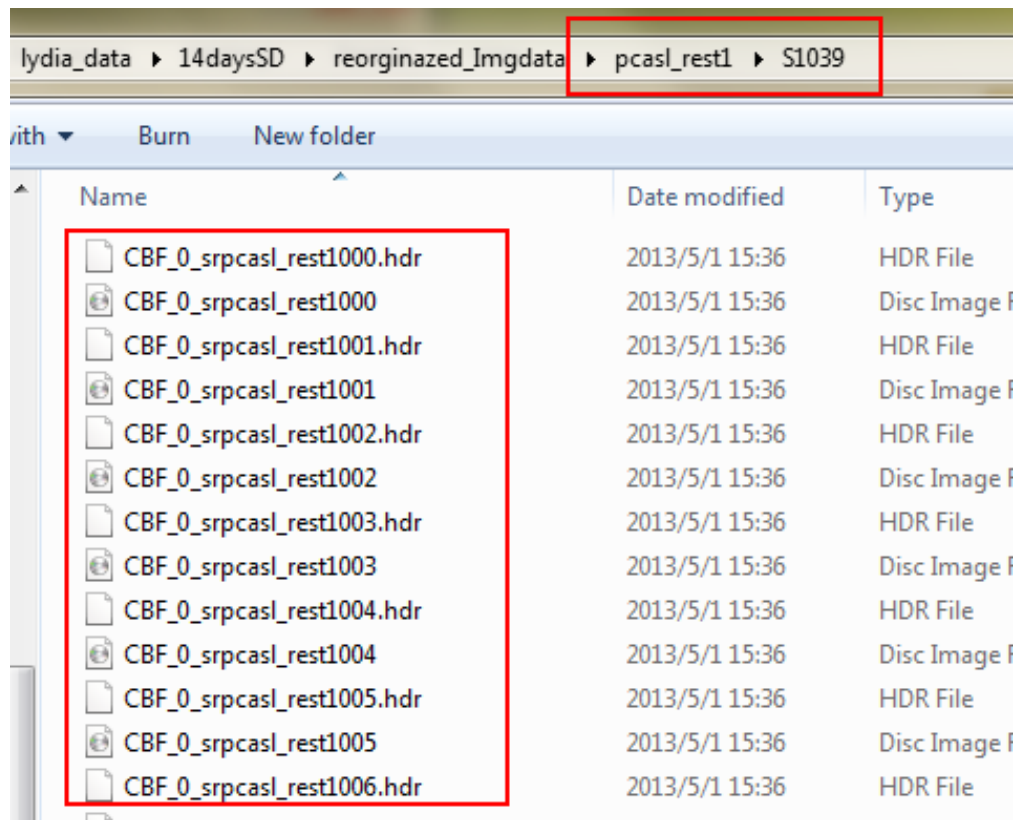 lydia_data ▸ 14daysSD ▸ reorginazed_Imgdata ▸ pcasl_rest1 ▸ S1039
Burn New folder
Name Date modified Type
CBF_0_srpcasl_rest1000.hdr 2013/5/1 15:36 HDR File
CBF_0_srpcasl_rest1000 2013/5/1 15:36 Disc Image
CBF_0_srpcasl_rest1001.hdr 2013/5/1 15:36 HDR File
CBF_0_srpcasl_rest1001 2013/5/1 15:36 Disc Image
CBF_0_srpcasl_rest1002.hdr 2013/5/1 15:36 HDR File
CBF_0_srpcasl_rest1002 2013/5/1 15:36 Disc Image
CBF_0_srpcasl_rest1003.hdr 2013/5/1 15:36 HDR File
CBF_0_srpcasl_rest1003 2013/5/1 15:36 Disc Image
CBF_0_srpcasl_rest1004.hdr 2013/5/1 15:36 HDR File
CBF_0_srpcasl_rest1004 2013/5/1 15:36 Disc Image
CBF_0_srpcasl_rest1005.hdr 2013/5/1 15:36 HDR File
CBF_0_srpcasl_rest1005 2013/5/1 15:36 Disc Image
CBF_0_srpcasl_rest1006.hdr 2013/5/1 15:36 HDR File